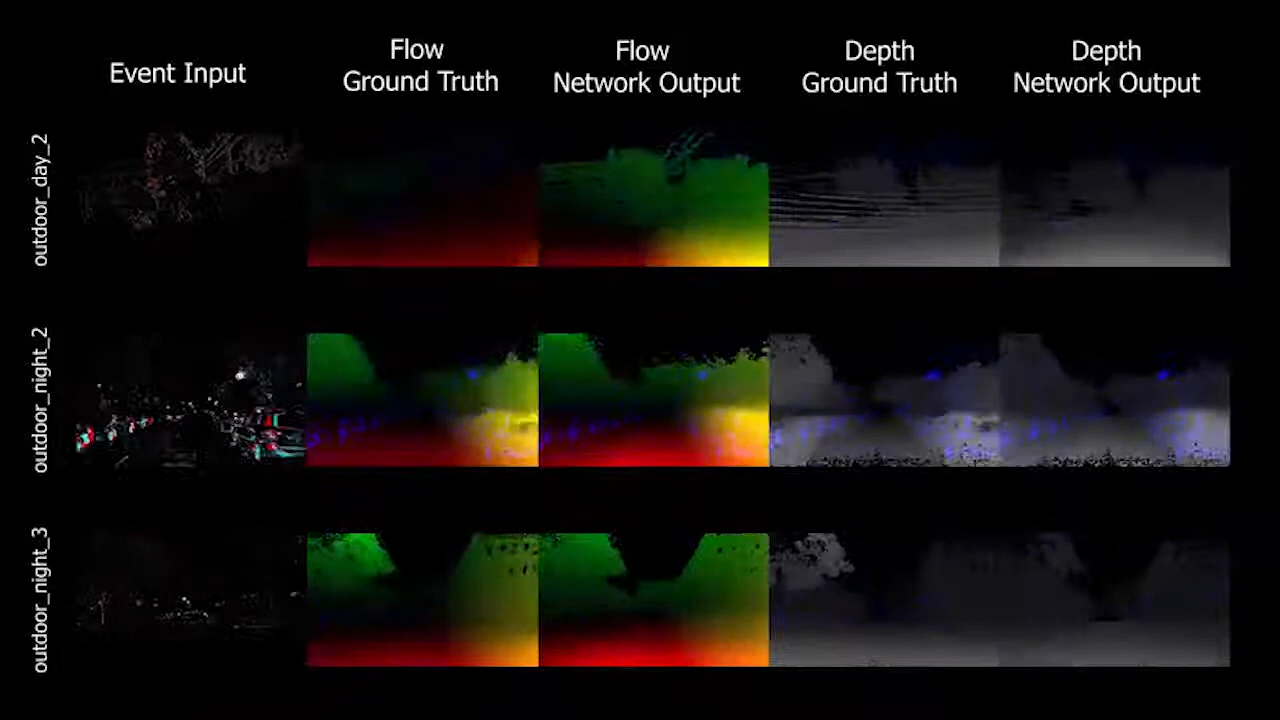 Event Input
Flow
Ground Truth
Flow
Network Output
Depth
Ground Truth
Depth
Network Output
outdoor_day_2
outdoor_night_2
outdoor_night_3